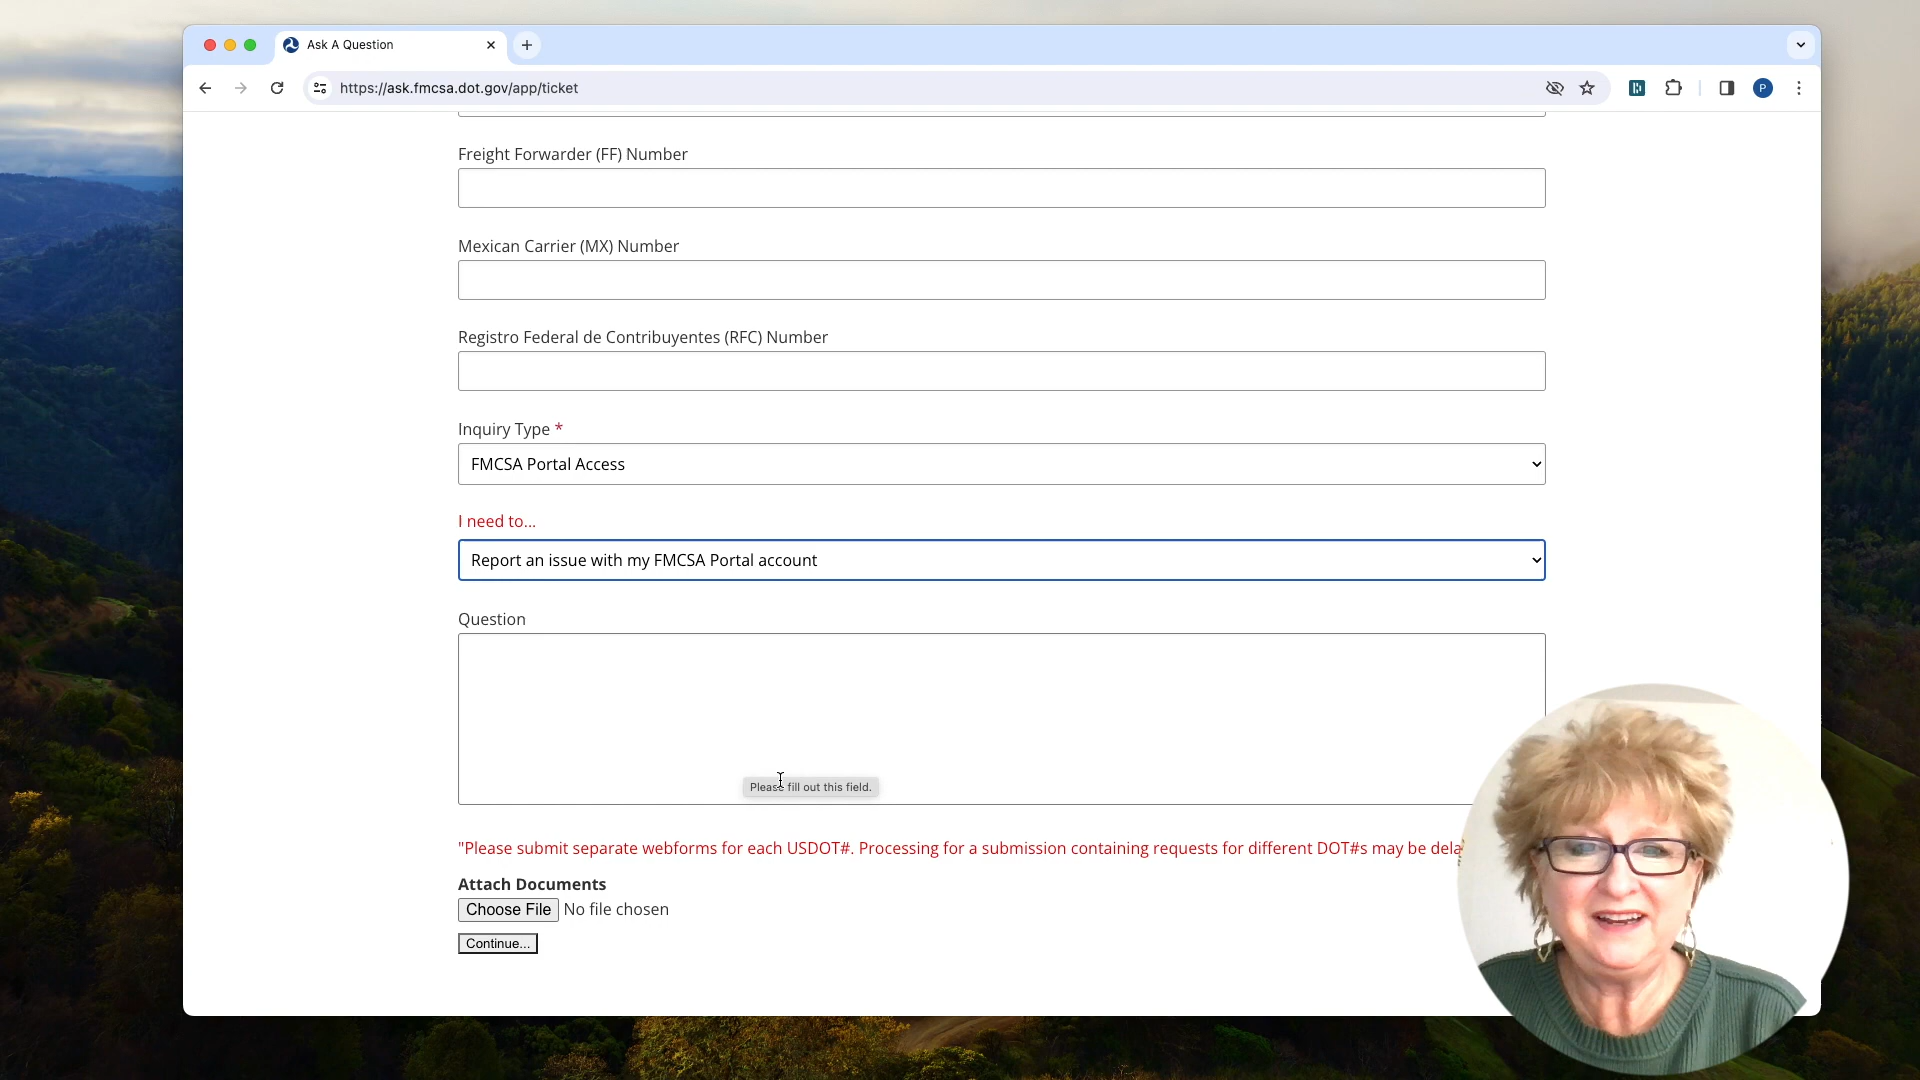 Ask A Question
https://ask.fmcsa.dot.gov/app/ticket
P
Freight Forwarder (FF) Number
Mexican Carrier (MX) Number
Registro Federal de Contribuyentes (RFC) Number
Inquiry Type *
FMCSA Portal Access
I need to...
Report an issue with my FMCSA Portal account
Question
Please fill out this field.
"Please submit separate webforms for each USDOT#. Processing for a submission containing requests for different DOT#s may be dela
Attach Documents
Choose File No file chosen
Continue...